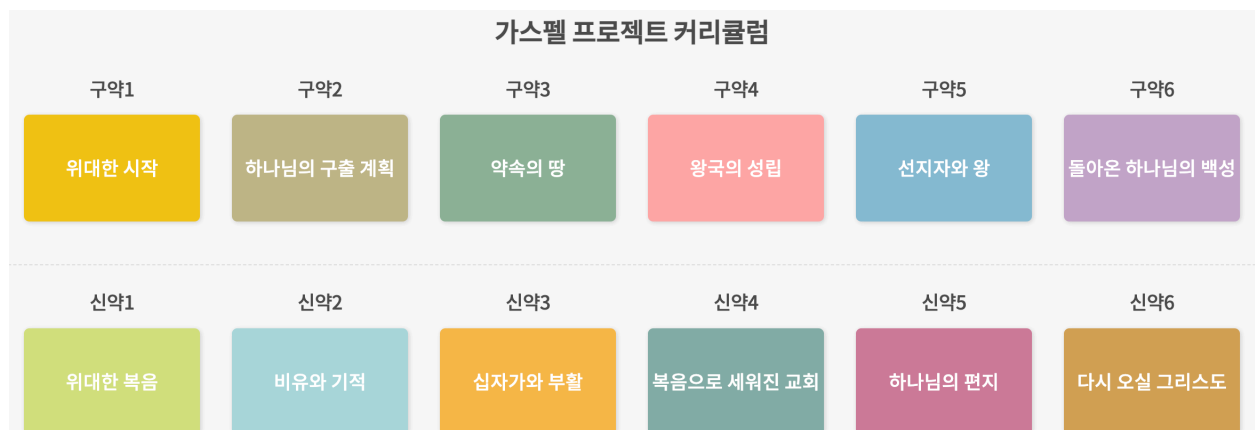 가스펠 프로젝트 커리큘럼
구약1 구약2 구약3 구약4 구약5 구약6
위대한 시작 하나님의 구출 계획 약속의 땅 왕국의 성립 선지자와 왕 돌아온 하나님의 백성
신약1 신약2 신약3 신약4 신약5 신약6
위대한 복음 비유와 기적 십자가와 부활 복음으로 세워진 교회 하나님의 편지 다시 오실 그리스도